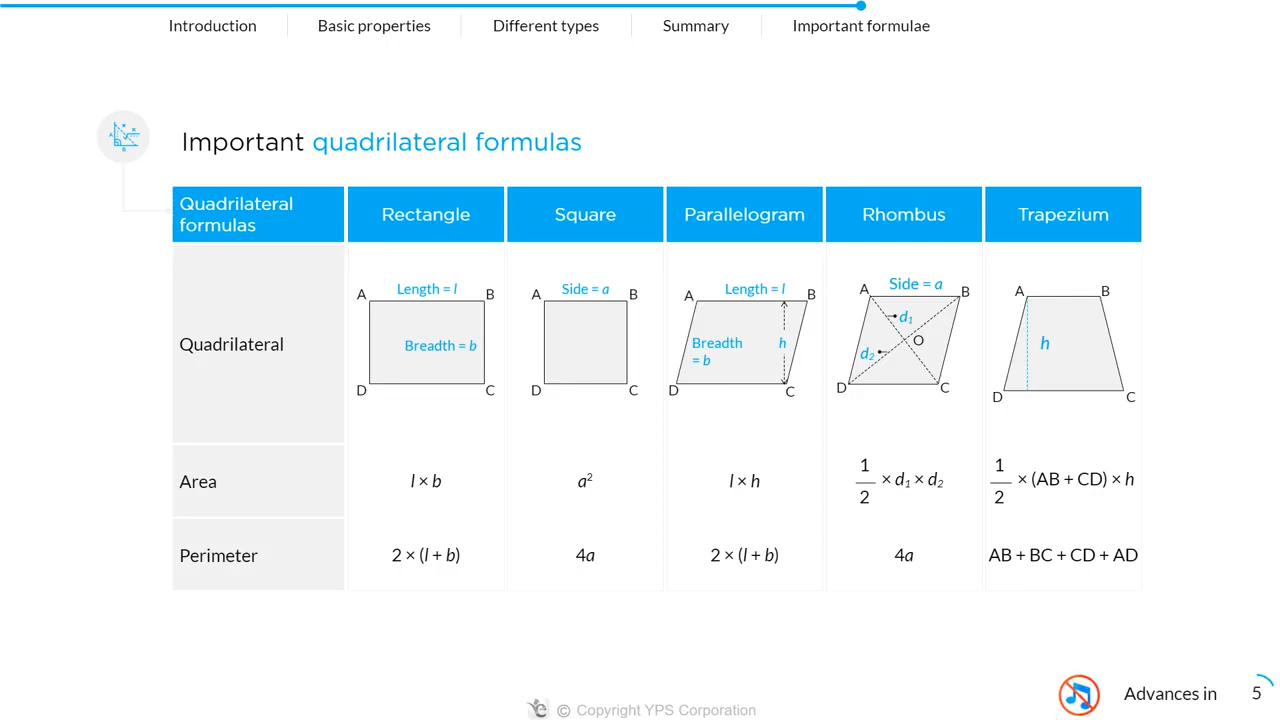 Introduction
Basic properties
Different types
Summary
Important formulae
Important quadrilateral formulas
Quadrilateral
formulas
Rectangle
Square
Parallelogram
Rhombus
Trapezium
Quadrilateral
Length = l
A
B
Breadth = b
D
C
Side = a
A
B
D
C
Length = l
A
B
Breadth
= b
h
D
C
Side = a
A
B
d₁
O
d₂
D
C
A
B
h
D
C
Area
l × b
a²
l × h
1
× d₁ × d₂
2
1
× (AB + CD) × h
2
Perimeter
2 × (l + b)
4a
2 × (l + b)
4a
AB + BC + CD + AD
Advances in
5
© Copyright YPS Corporation